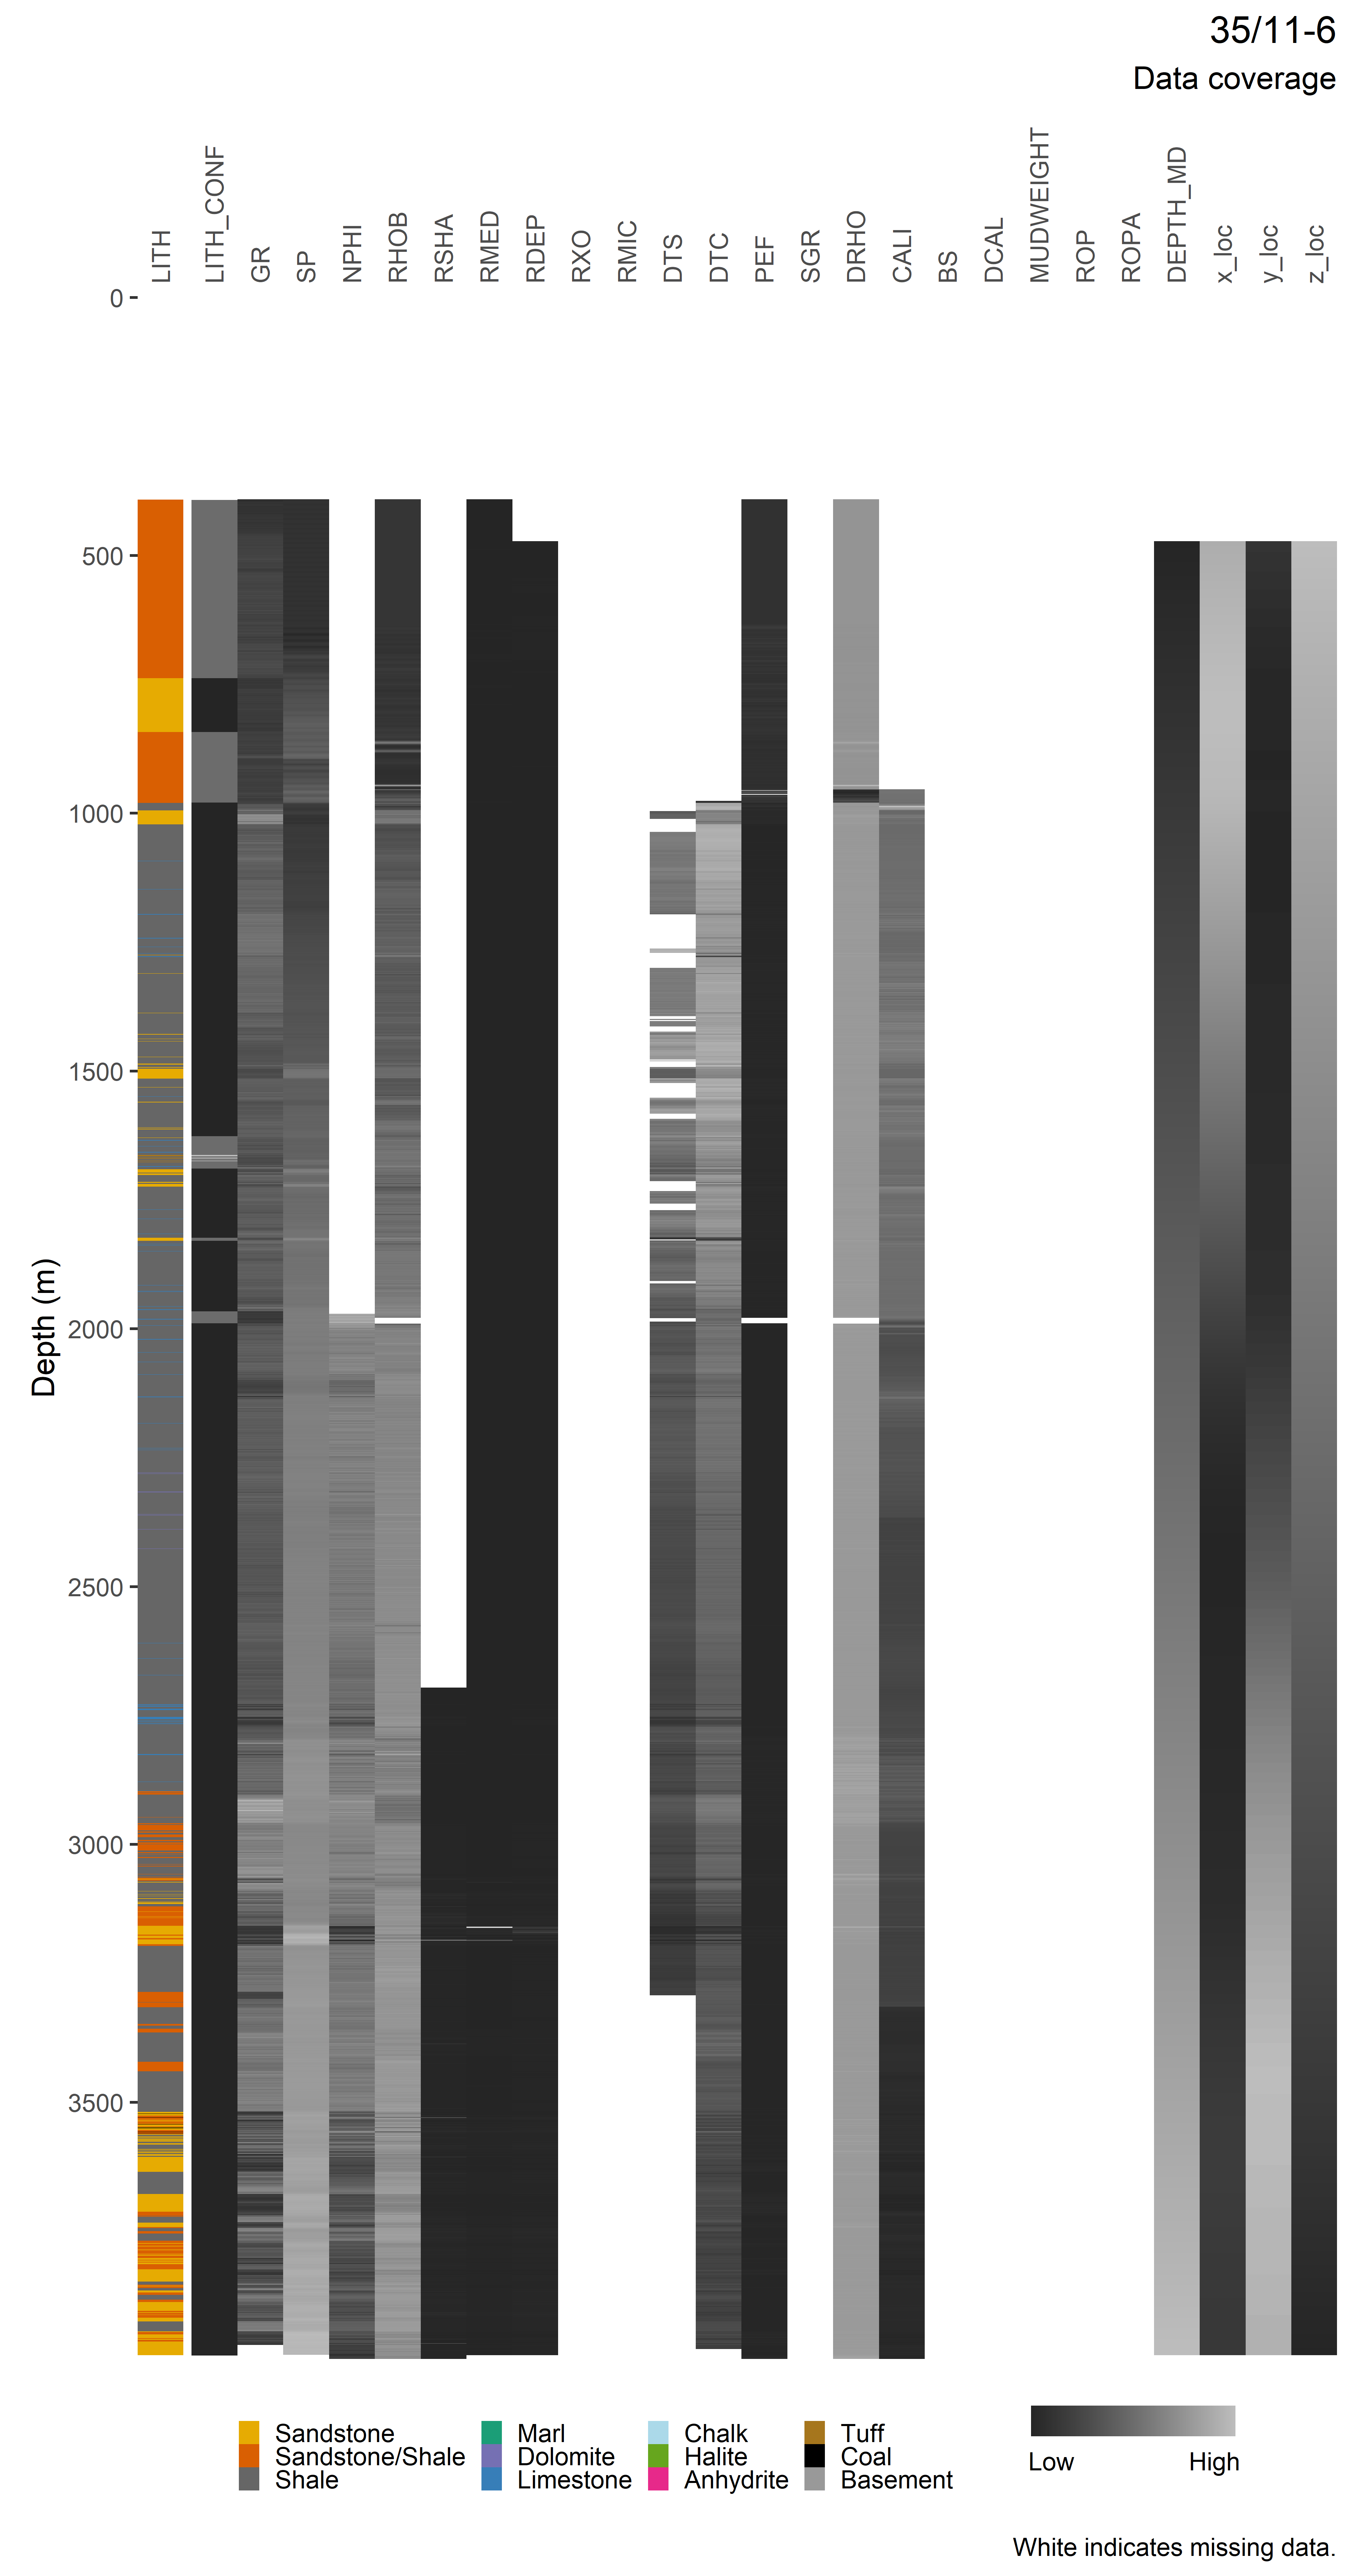 35/11-6
Data coverage
LITH
LITH_CONF
GR
SP
NPHI
RHOB
RSHA
RMED
RDEP
RXO
RMIC
DTS
DTC
PEF
SGR
DRHO
CALI
BS
DCAL
MUDWEIGHT
ROP
ROPA
DEPTH_MD
x_loc
y_loc
z_loc
0
500
1000
1500
2000
2500
3000
3500
Depth (m)
Sandstone
Sandstone/Shale
Shale
Marl
Dolomite
Limestone
Chalk
Halite
Anhydrite
Tuff
Coal
Basement
Low High
White indicates missing data.